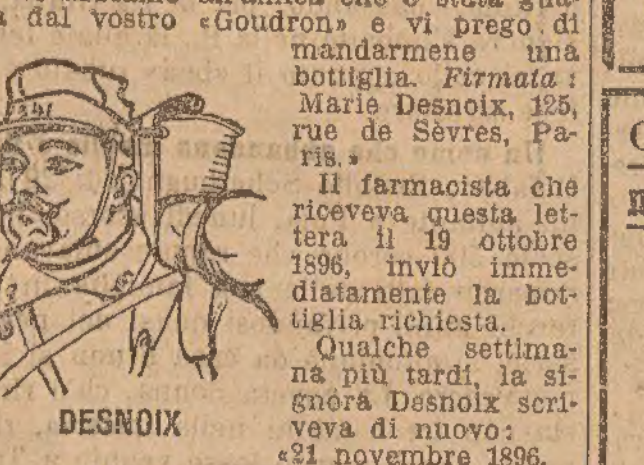 a dal vostro «Goudron» e vi prego di
mandarmene una
bottiglia. Firmata :
Marie Desnoix, 125,
rue de Sèvres, Pa-
ris. »
Il farmacista che
riceveva questa let-
tera il 19 ottobre
1896, inviò imme-
diatamente la bot-
tiglia richiesta.
Qualche settima-
na più tardi, la si-
gnora Desnoix scri-
veva di nuovo:
«21 novembre 1896.
DESNOIX